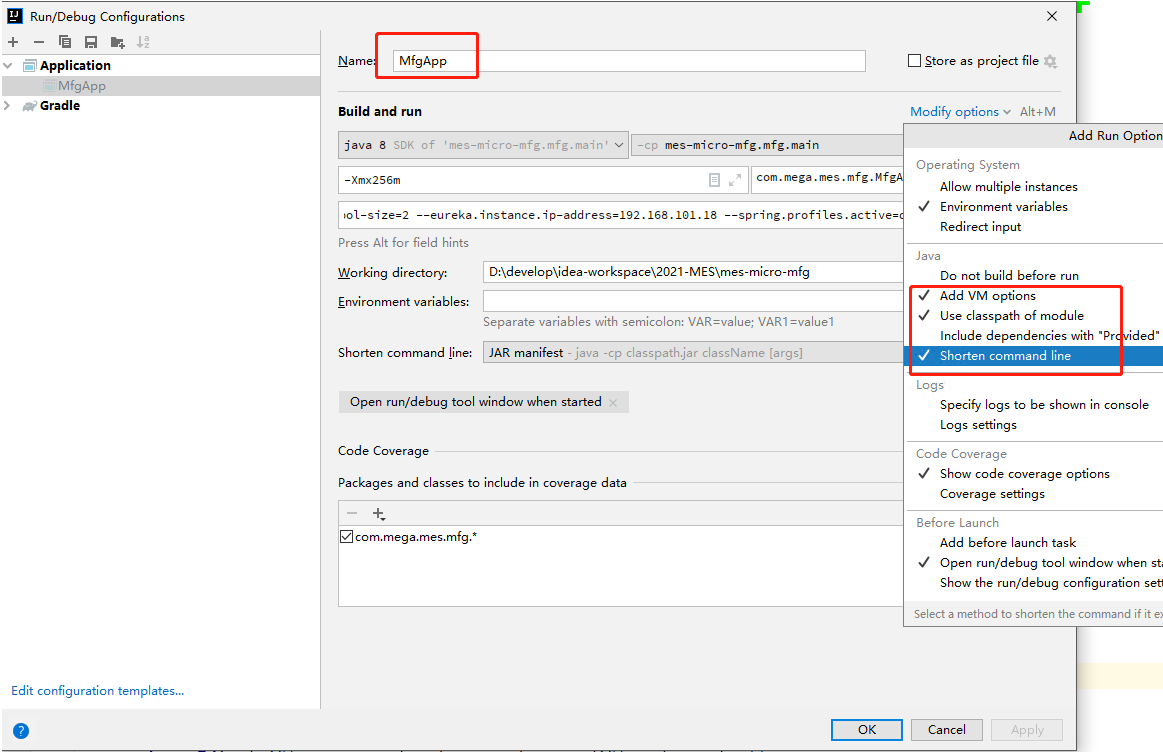 Run/Debug Configurations
Application
MfgApp
Gradle
Edit configuration templates...
Name: MfgApp
Store as project file
Build and run
Modify options Alt+M
java 8 SDK of 'mes-micro-mfg.mfg.main'
-cp mes-micro-mfg.mfg.main
-Xmx256m
com.mega.mes.mfg.MfgA
ool-size=2 --eureka.instance.ip-address=192.168.101.18 --spring.profiles.active=
Press Alt for field hints
Working directory: D:\develop\idea-workspace\2021-MES\mes-micro-mfg
Environment variables:
Separate variables with semicolon: VAR=value; VAR1=value1
Shorten command line: JAR manifest - java -cp classpath.jar className [args]
Open run/debug tool window when started
Code Coverage
Packages and classes to include in coverage data
com.mega.mes.mfg.*
Add Run Option
Operating System
Allow multiple instances
Environment variables
Redirect input
Java
Do not build before run
Add VM options
Use classpath of module
Include dependencies with "Provided"
Shorten command line
Logs
Specify logs to be shown in console
Logs settings
Code Coverage
Show code coverage options
Coverage settings
Before Launch
Add before launch task
Open run/debug tool window when sta
Show the run/debug configuration sett
Select a method to shorten the command if it ex
OK
Cancel
Apply